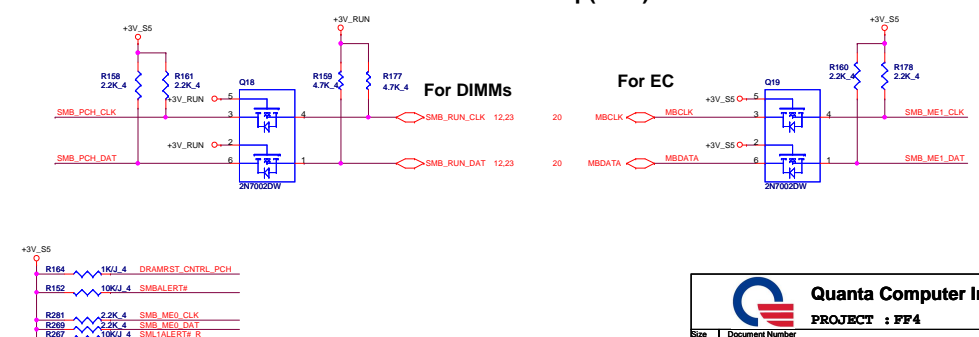 +3V_S5
+3V_RUN
+3V_S5
R158
2.2K_4
R161
2.2K_4
R159
4.7K_4
R177
4.7K_4
R160
2.2K_4
R178
2.2K_4
For DIMMs
For EC
Q18
+3V_RUN
5
3
4
SMB_PCH_CLK
SMB_RUN_CLK 12,23
+3V_RUN
2
6
1
SMB_PCH_DAT
SMB_RUN_DAT 12,23
2N7002DW
Q19
+3V_S5
5
3
4
20
MBCLK
MBCLK
SMB_ME1_CLK
+3V_S5
2
6
1
20
MBDATA
MBDATA
SMB_ME1_DAT
2N7002DW
+3V_S5
R164 1K/J_4 DRAMRST_CNTRL_PCH
R152 10K/J_4 SMBALERT#
R281 2.2K_4 SMB_ME0_CLK
R269 2.2K_4 SMB_ME0_DAT
R267 10K/J_4 SML1ALERT#_R
Quanta Computer In
PROJECT : FF4
Size Document Number